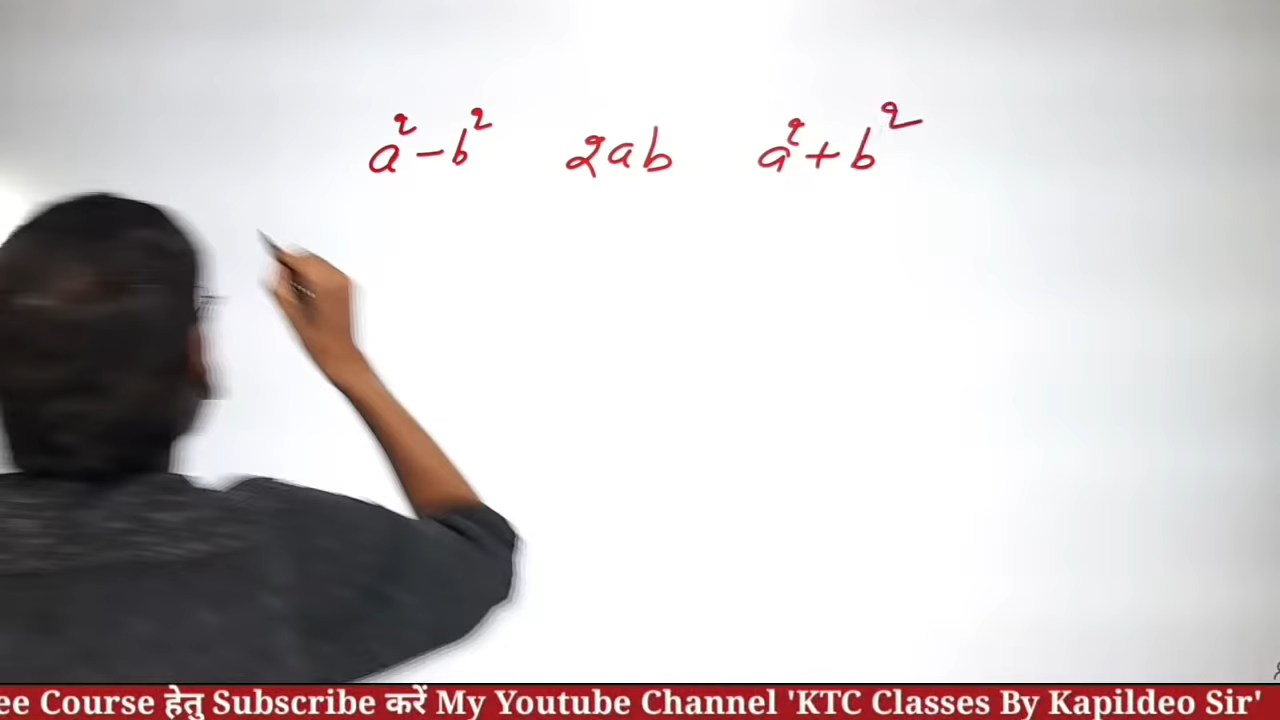 a² - b² 2ab a² + b²
ee Course हेतु Subscribe करें My Youtube Channel 'KTC Classes By Kapildeo Sir'